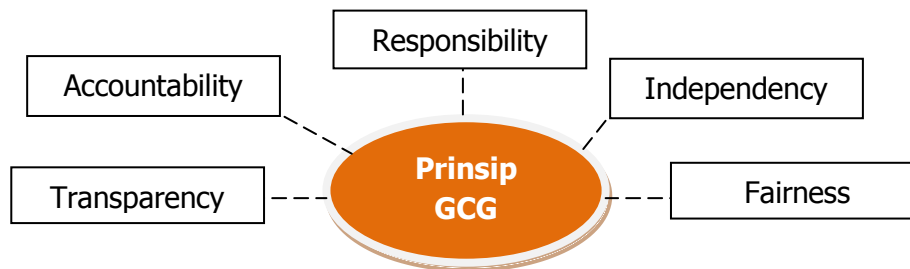 Responsibility
Accountability
Independency
Prinsip
GCG
Transparency
Fairness